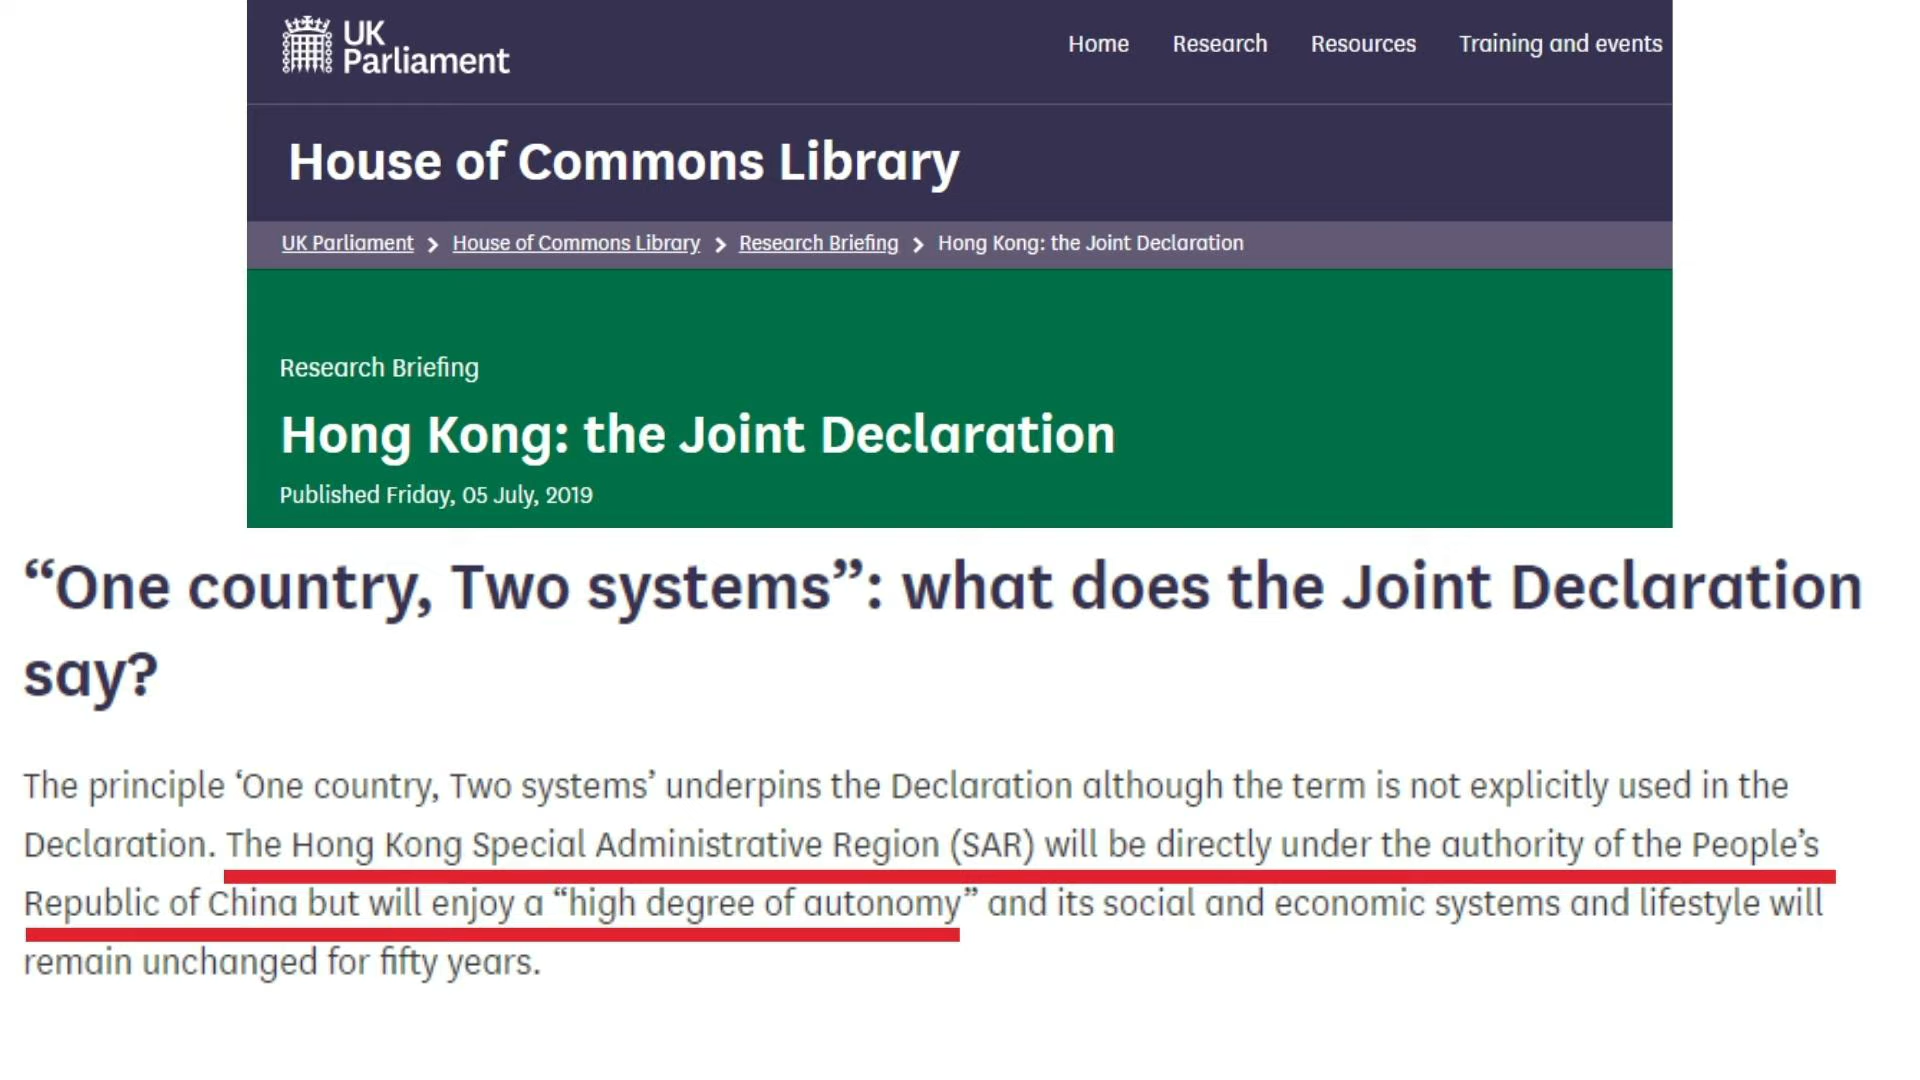 UK
Parliament
Home Research Resources Training and events
House of Commons Library
UK Parliament > House of Commons Library > Research Briefing > Hong Kong: the Joint Declaration
Research Briefing
Hong Kong: the Joint Declaration
Published Friday, 05 July, 2019
“One country, Two systems”: what does the Joint Declaration
say?
The principle ‘One country, Two systems’ underpins the Declaration although the term is not explicitly used in the
Declaration. The Hong Kong Special Administrative Region (SAR) will be directly under the authority of the People’s
Republic of China but will enjoy a “high degree of autonomy” and its social and economic systems and lifestyle will
remain unchanged for fifty years.